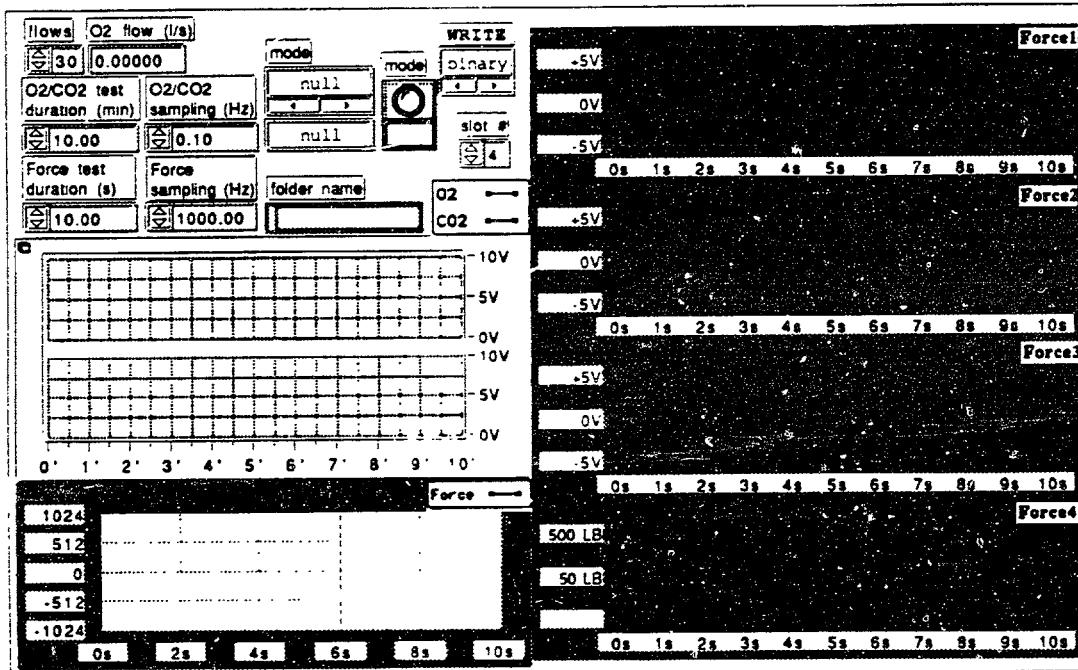 flows O2 flow (l/s)
30 0.00000
O2/CO2 test duration (min)
10.00
O2/CO2 sampling (Hz)
0.10
Force test duration (s)
10.00
Force sampling (Hz)
1000.00
mode
null
null
mode
WRITE
binary
slot #
4
folder name
O2
CO2
10V
5V
0V
10V
5V
0V
0' 1' 2' 3' 4' 5' 6' 7' 8' 9' 10'
Force
1024
512
0
-512
-1024
0s 2s 4s 6s 8s 10s
Force1
+5V
0V
-5V
0s 1s 2s 3s 4s 5s 6s 7s 8s 9s 10s
Force2
+5V
0V
-5V
0s 1s 2s 3s 4s 5s 6s 7s 8s 9s 10s
Force3
+5V
0V
-5V
0s 1s 2s 3s 4s 5s 6s 7s 8s 9s 10s
Force4
500 LB
50 LB
0s 1s 2s 3s 4s 5s 6s 7s 8s 9s 10s